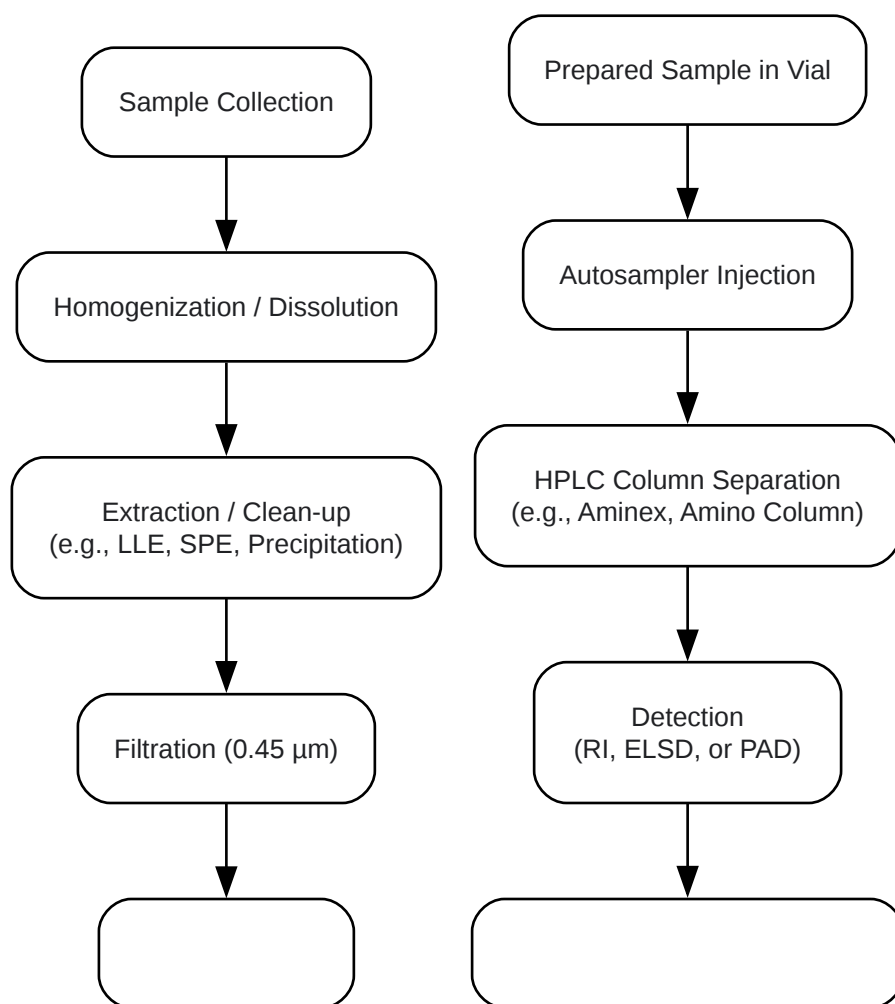 Sample Collection
Homogenization / Dissolution
Extraction / Clean-up
(e.g., LLE, SPE, Precipitation)
Filtration (0.45 µm)
Prepared Sample in Vial
Autosampler Injection
HPLC Column Separation
(e.g., Aminex, Amino Column)
Detection
(RI, ELSD, or PAD)